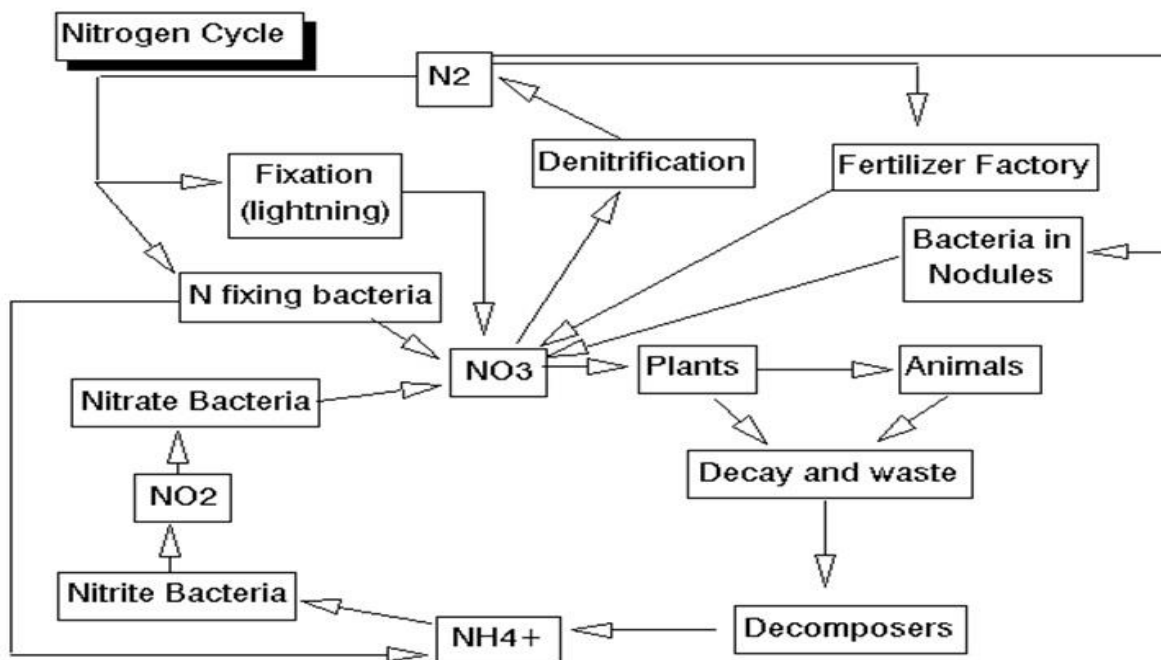 Nitrogen Cycle
N2
Fixation
(lightning)
Denitrification
Fertilizer Factory
Bacteria in
Nodules
N fixing bacteria
NO3
Plants
Animals
Nitrate Bacteria
Decay and waste
NO2
Nitrite Bacteria
NH4+
Decomposers